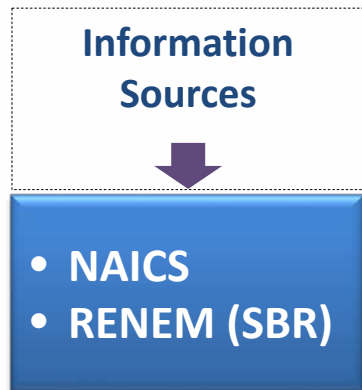 Information
Sources
• NAICS
• RENEM (SBR)